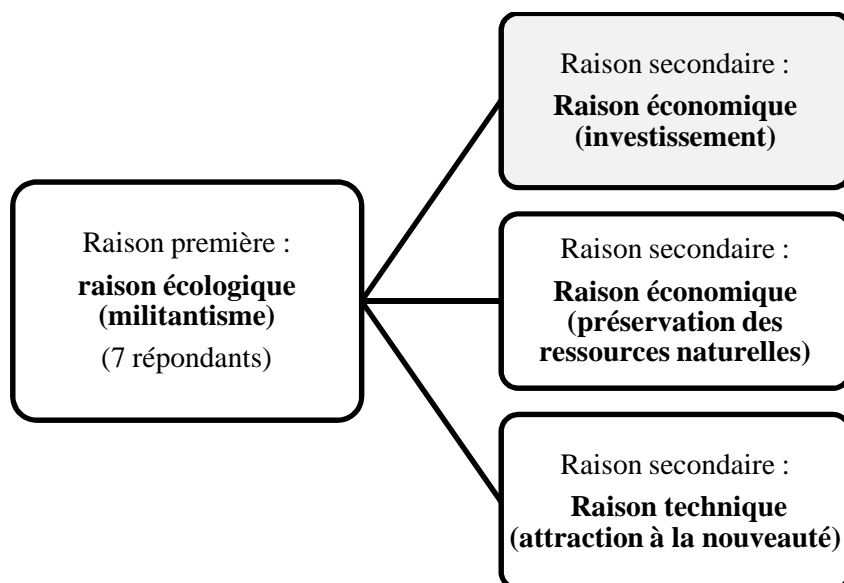 Raison première :
raison écologique
(militantisme)
(7 répondants)
Raison secondaire :
Raison économique
(investissement)
Raison secondaire :
Raison économique
(préservation des
ressources naturelles)
Raison secondaire :
Raison technique
(attraction à la nouveauté)